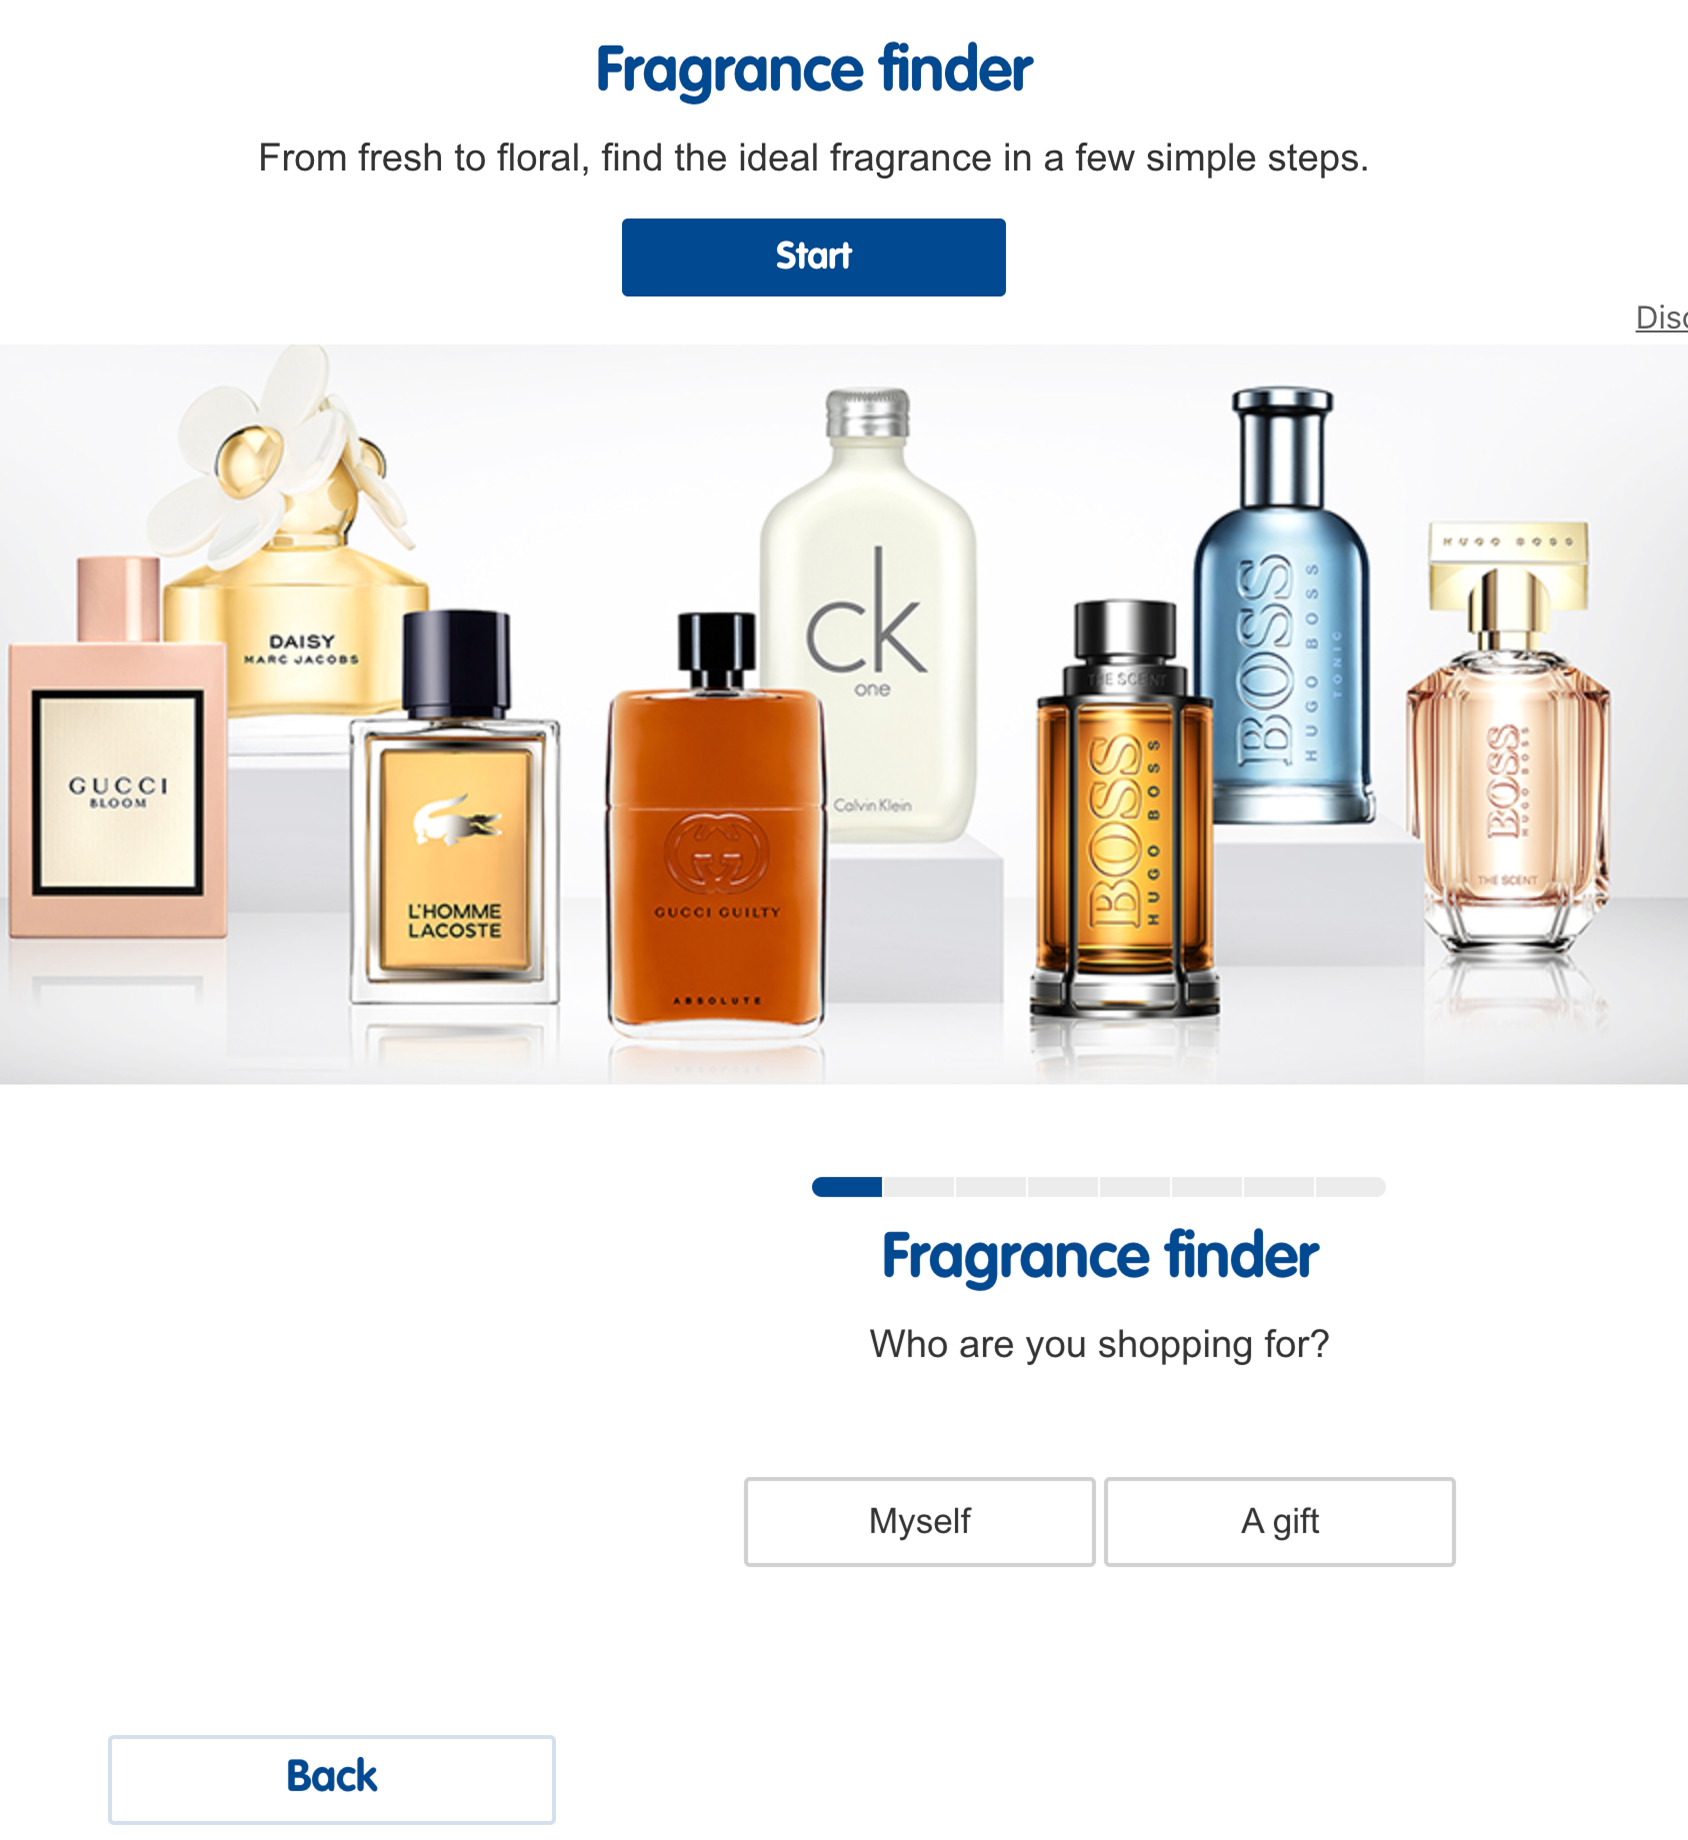 Fragrance finder
From fresh to floral, find the ideal fragrance in a few simple steps.
Start
DAISY
MARC JACOBS
GUCCI
BLOOM
L'HOMME
LACOSTE
GUCCI GUILTY
ABSOLUTE
ck
one
Calvin Klein
THE SCENT
BOSS
HUGO BOSS
BOSS
HUGO BOSS
TONIC
HUGO BOSS
BOSS
HUGO BOSS
THE SCENT
Fragrance finder
Who are you shopping for?
Myself
A gift
Back